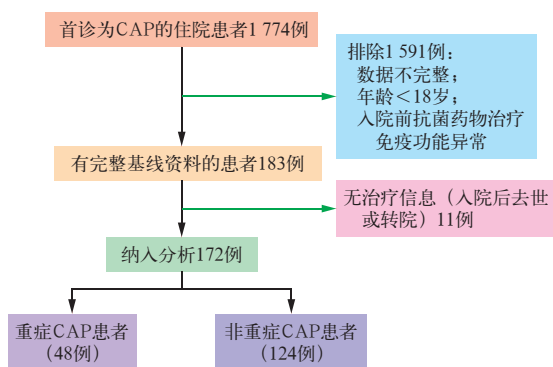 首诊为CAP的住院患者1 774例
排除1 591例：
数据不完整；
年龄＜18岁；
入院前抗菌药物治疗
免疫功能异常
有完整基线资料的患者183例
无治疗信息（入院后去世
或转院）11例
纳入分析172例
重症CAP患者
（48例）
非重症CAP患者
（124例）